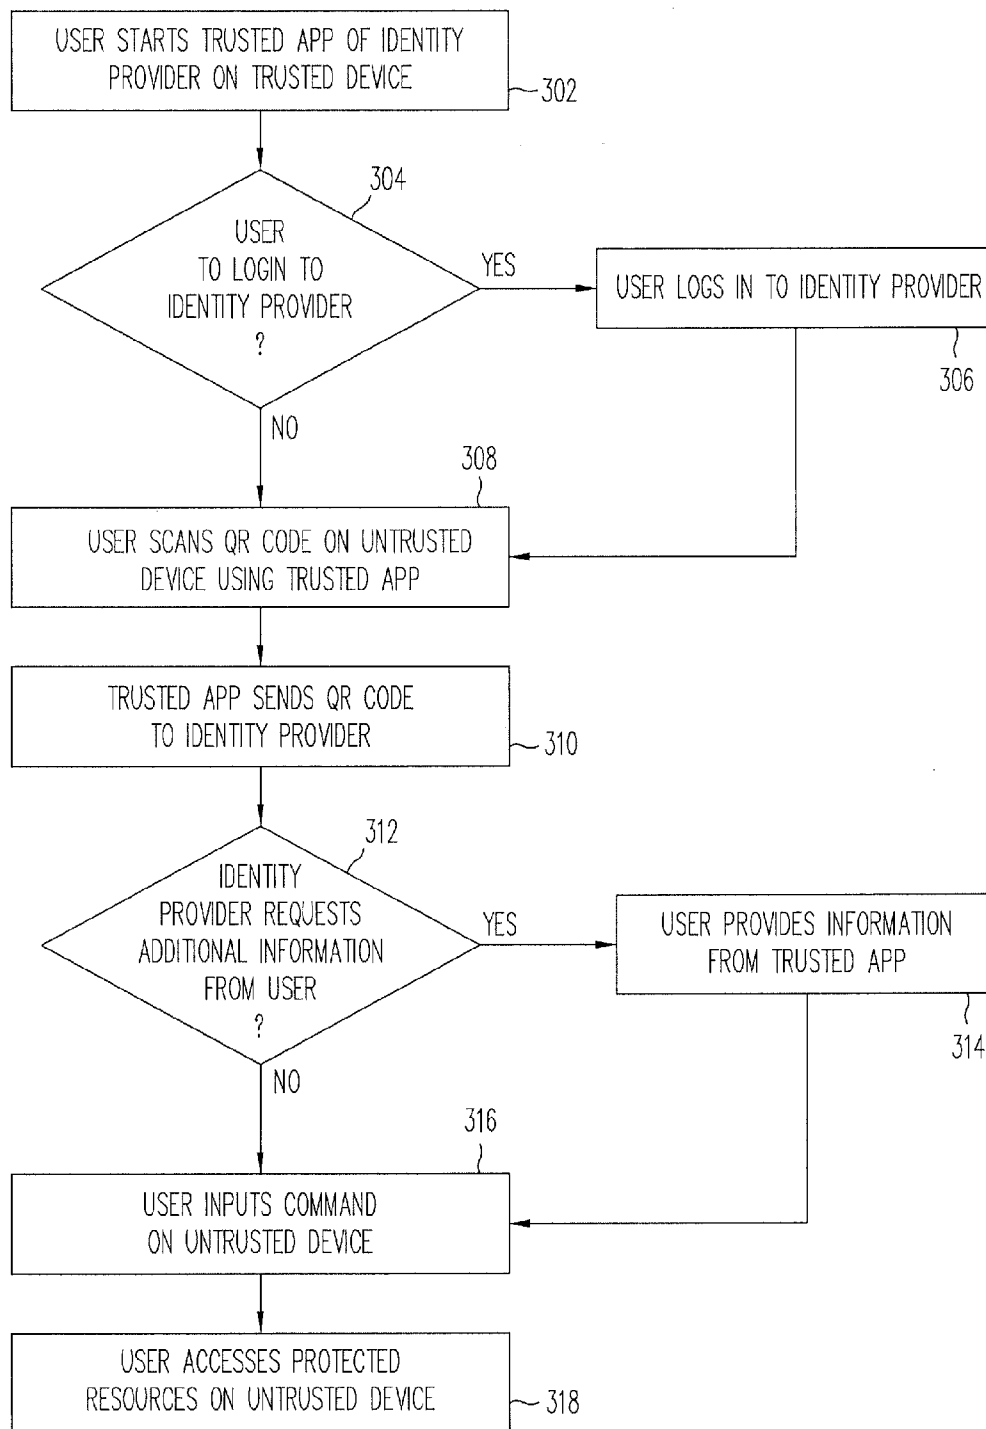 USER STARTS TRUSTED APP OF IDENTITY
PROVIDER ON TRUSTED DEVICE
302
304
USER
TO LOGIN TO
IDENTITY PROVIDER
?
YES
USER LOGS IN TO IDENTITY PROVIDER
306
NO
308
USER SCANS QR CODE ON UNTRUSTED
DEVICE USING TRUSTED APP
TRUSTED APP SENDS QR CODE
TO IDENTITY PROVIDER
310
312
IDENTITY
PROVIDER REQUESTS
ADDITIONAL INFORMATION
FROM USER
?
YES
USER PROVIDES INFORMATION
FROM TRUSTED APP
314
NO
316
USER INPUTS COMMAND
ON UNTRUSTED DEVICE
USER ACCESSES PROTECTED
RESOURCES ON UNTRUSTED DEVICE
318